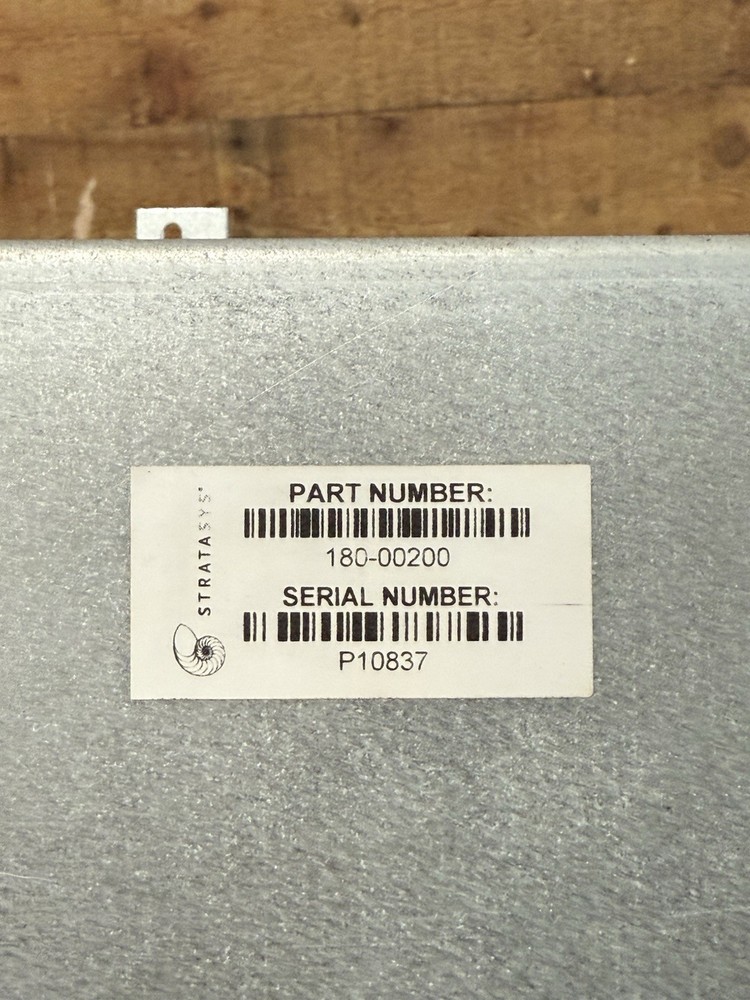 STRATASYS
PART NUMBER:
180-00200
SERIAL NUMBER:
P10837